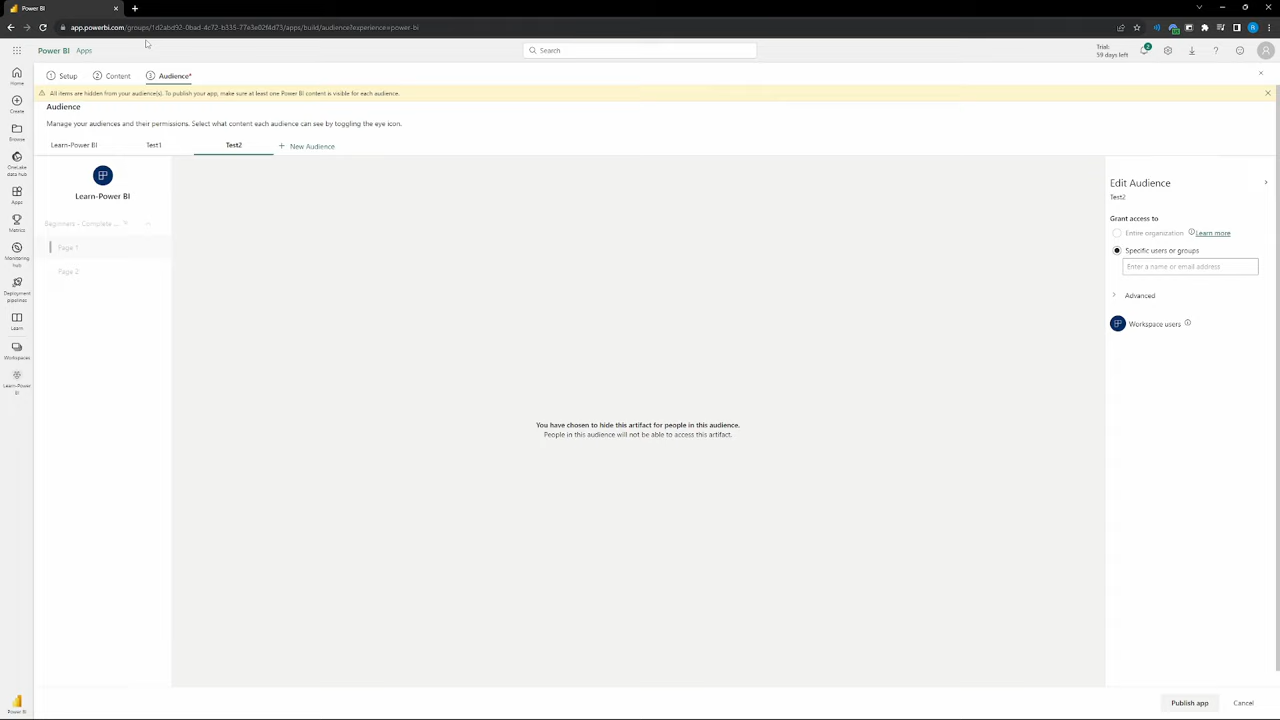 Power BI
app.powerbi.com/groups/1d2abd92-0bad-4c72-b335-77e3e02f4d73/apps/build/audience?experience=power-bi
Power BI Apps
Search
Trial:
59 days left
2
1 Setup
2 Content
3 Audience*
All items are hidden from your audience(s). To publish your app, make sure at least one Power BI content is visible for each audience.
Audience
Manage your audiences and their permissions. Select what content each audience can see by toggling the eye icon.
Learn-Power BI
Test1
Test2
New Audience
Home
Create
Browse
OneLake
data hub
Apps
Metrics
Monitoring
hub
Deployment
pipelines
Learn
Workspaces
Learn-Power
BI
Power BI
Learn-Power BI
Beginners - Complete ...
Page 1
Page 2
You have chosen to hide this artifact for people in this audience.
People in this audience will not be able to access this artifact.
Edit Audience
Test2
Grant access to
Entire organization Learn more
Specific users or groups
Enter a name or email address
Advanced
Workspace users
Publish app
Cancel